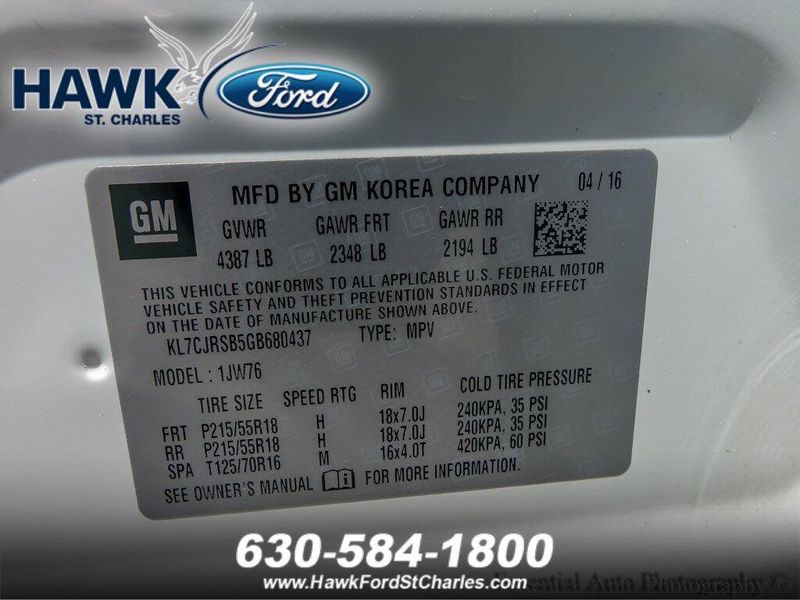 HAWK Ford
ST. CHARLES
GM MFD BY GM KOREA COMPANY 04 / 16
GVWR GAWR FRT GAWR RR
4387 LB 2348 LB 2194 LB
THIS VEHICLE CONFORMS TO ALL APPLICABLE U.S. FEDERAL MOTOR
VEHICLE SAFETY AND THEFT PREVENTION STANDARDS IN EFFECT
ON THE DATE OF MANUFACTURE SHOWN ABOVE.
KL7CJRSB5GB680437 TYPE: MPV
MODEL : 1JW76
TIRE SIZE SPEED RTG RIM COLD TIRE PRESSURE
FRT P215/55R18 H 18x7.0J 240KPA, 35 PSI
RR P215/55R18 H 18x7.0J 240KPA, 35 PSI
SPA T125/70R16 M 16x4.0T 420KPA, 60 PSI
SEE OWNER'S MANUAL FOR MORE INFORMATION.
630-584-1800
www.HawkFordStCharles.com
Auto Photography ©